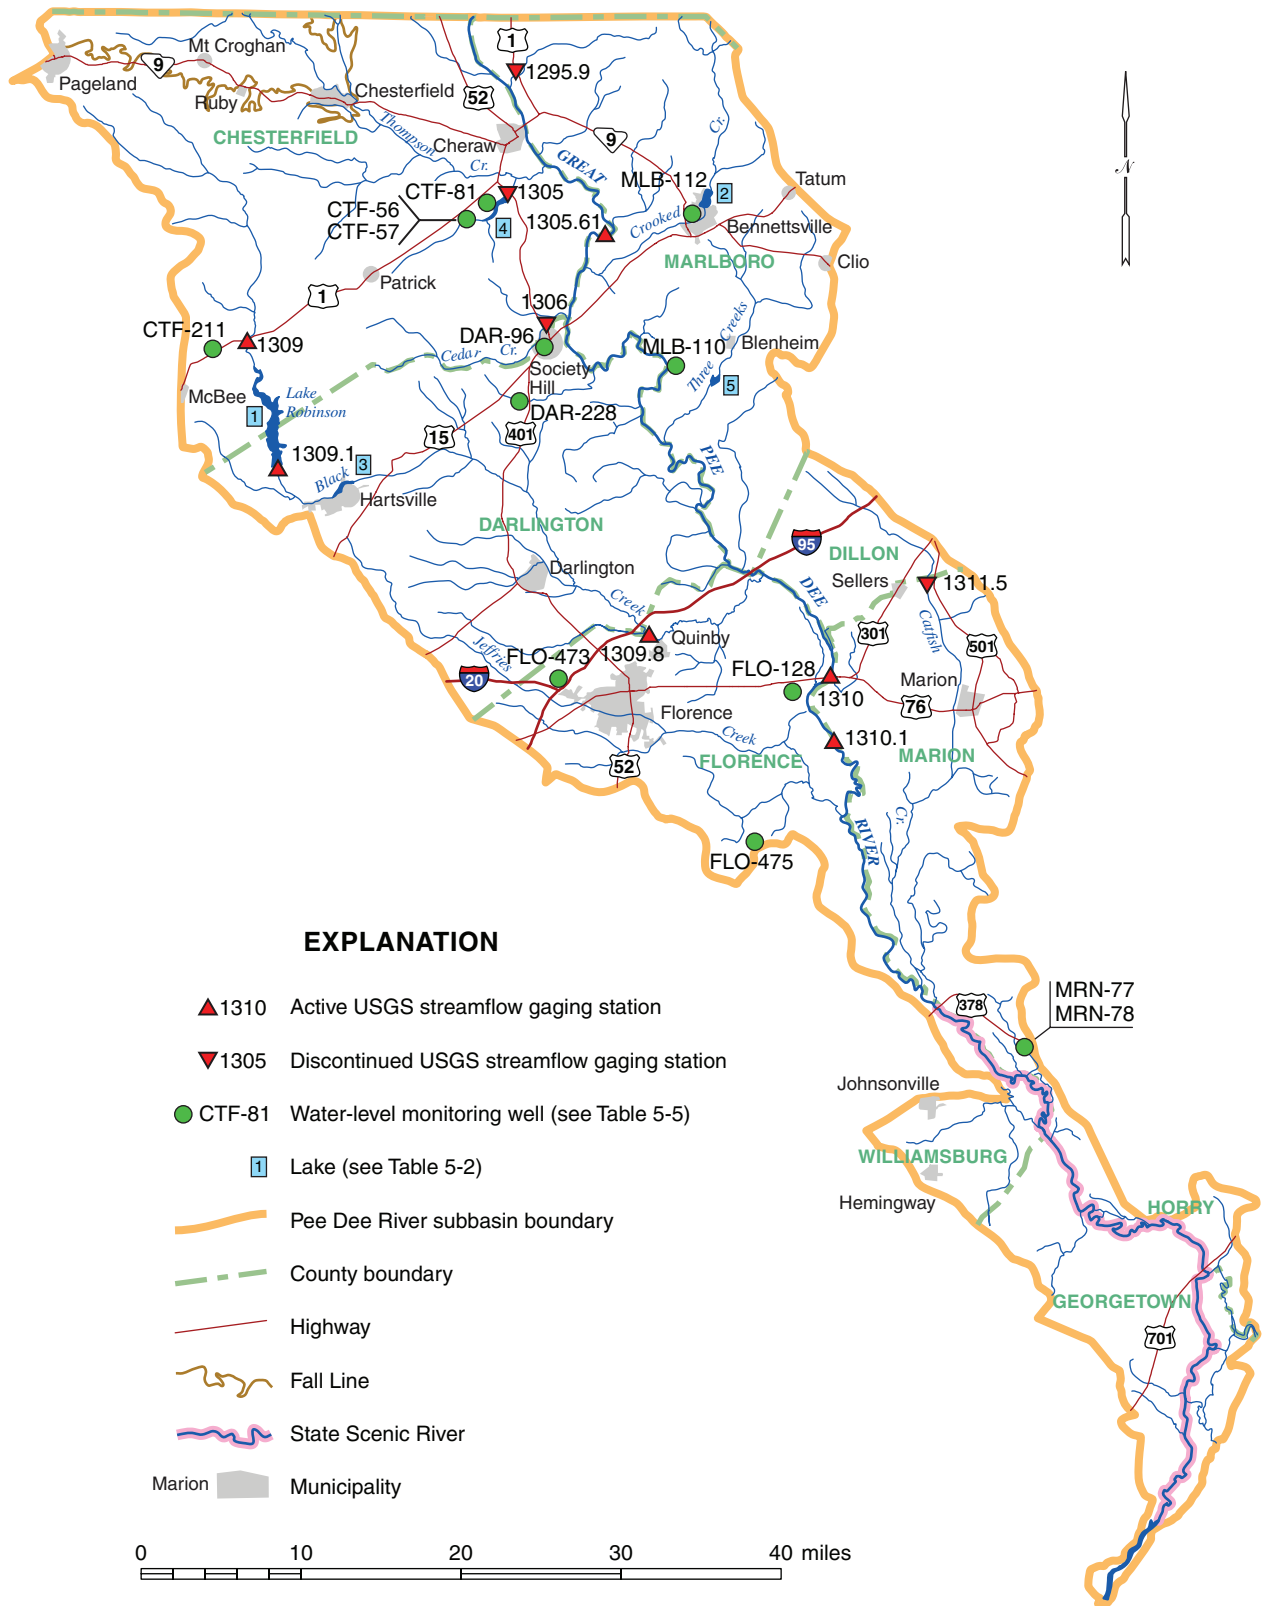 1
Mt Croghan
9
1295.9
Pageland
Chesterfield
52
Ruby
Cr.
Thompson
CHESTERFIELD
9
Cheraw
GREAT
Cr.
MLB-112
Tatum
CTF-81
1305
2
CTF-56
CTF-57
4
1305.61
Crooked
Bennettsville
MARLBORO
Clio
Patrick
1
1306
CTF-211
DAR-96
Creeks
1309
Cedar Cr.
MLB-110
Blenheim
Society
Hill
Three
5
McBee
Lake
Robinson
1
DAR-228
15
401
1309.1
3
PEE
Black
Hartsville
DARLINGTON
95
DILLON
Darlington
Sellers
1311.5
DEE
Creek
Catfish
301
Quinby
501
Jeffries
FLO-473
1309.8
FLO-128
20
Marion
1310
76
Florence
Creek
1310.1
FLORENCE
MARION
52
RIVER
Cr.
FLO-475
N
EXPLANATION
1310 Active USGS streamflow gaging station
1305 Discontinued USGS streamflow gaging station
CTF-81 Water-level monitoring well (see Table 5-5)
1 Lake (see Table 5-2)
Pee Dee River subbasin boundary
County boundary
Highway
Fall Line
State Scenic River
Marion Municipality
378
MRN-77
MRN-78
Johnsonville
WILLIAMSBURG
Hemingway
HORRY
GEORGETOWN
701
0 10 20 30 40 miles